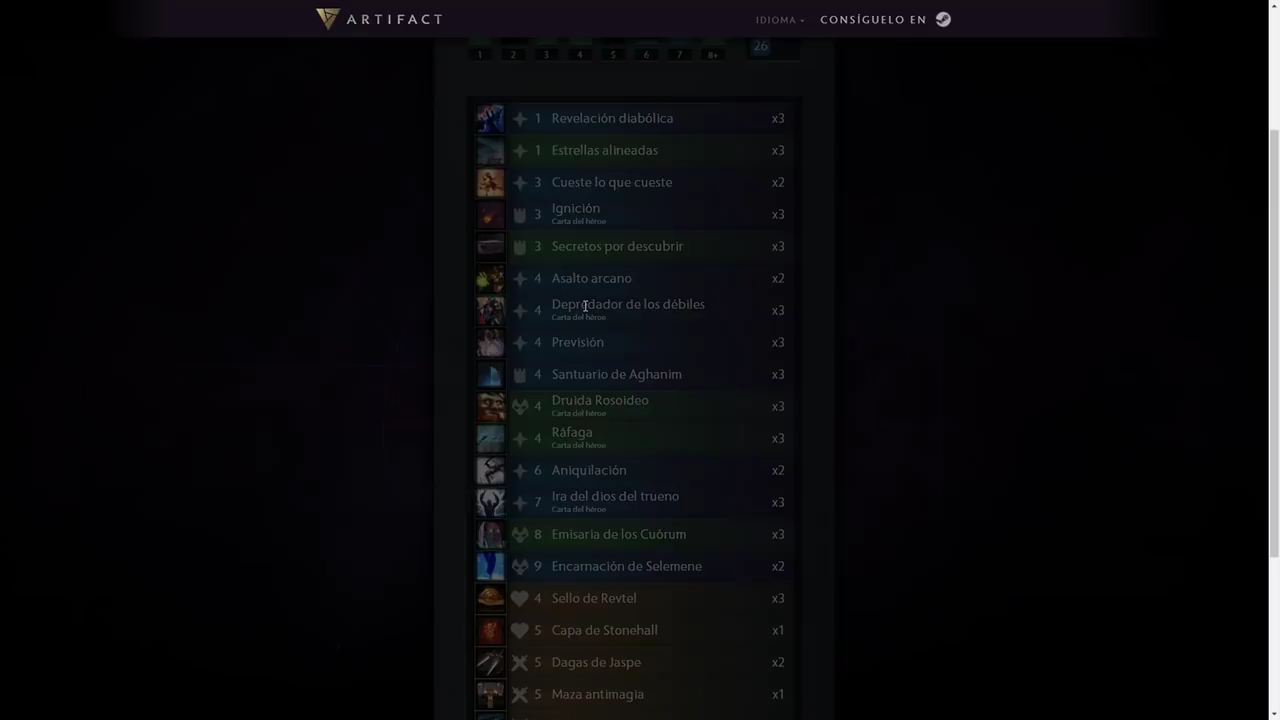 ARTIFACT
IDIOMA
CONSÍGUELO EN
26
1 2 3 4 5 6 7 8+
1 Revelación diabólica x3
1 Estrellas alineadas x3
3 Cueste lo que cueste x2
3 Ignición x3
Carta del héroe
3 Secretos por descubrir x3
4 Asalto arcano x2
4 Depredador de los débiles x3
Carta del héroe
4 Previsión x3
4 Santuario de Aghanim x3
4 Druida Rosoideo x3
Carta del héroe
4 Ráfaga x3
Carta del héroe
6 Aniquilación x2
7 Ira del dios del trueno x3
Carta del héroe
8 Emisaria de los Cuórum x3
9 Encarnación de Selemene x2
4 Sello de Revtel x3
5 Capa de Stonehall x1
5 Dagas de Jaspe x2
5 Maza antimagia x1